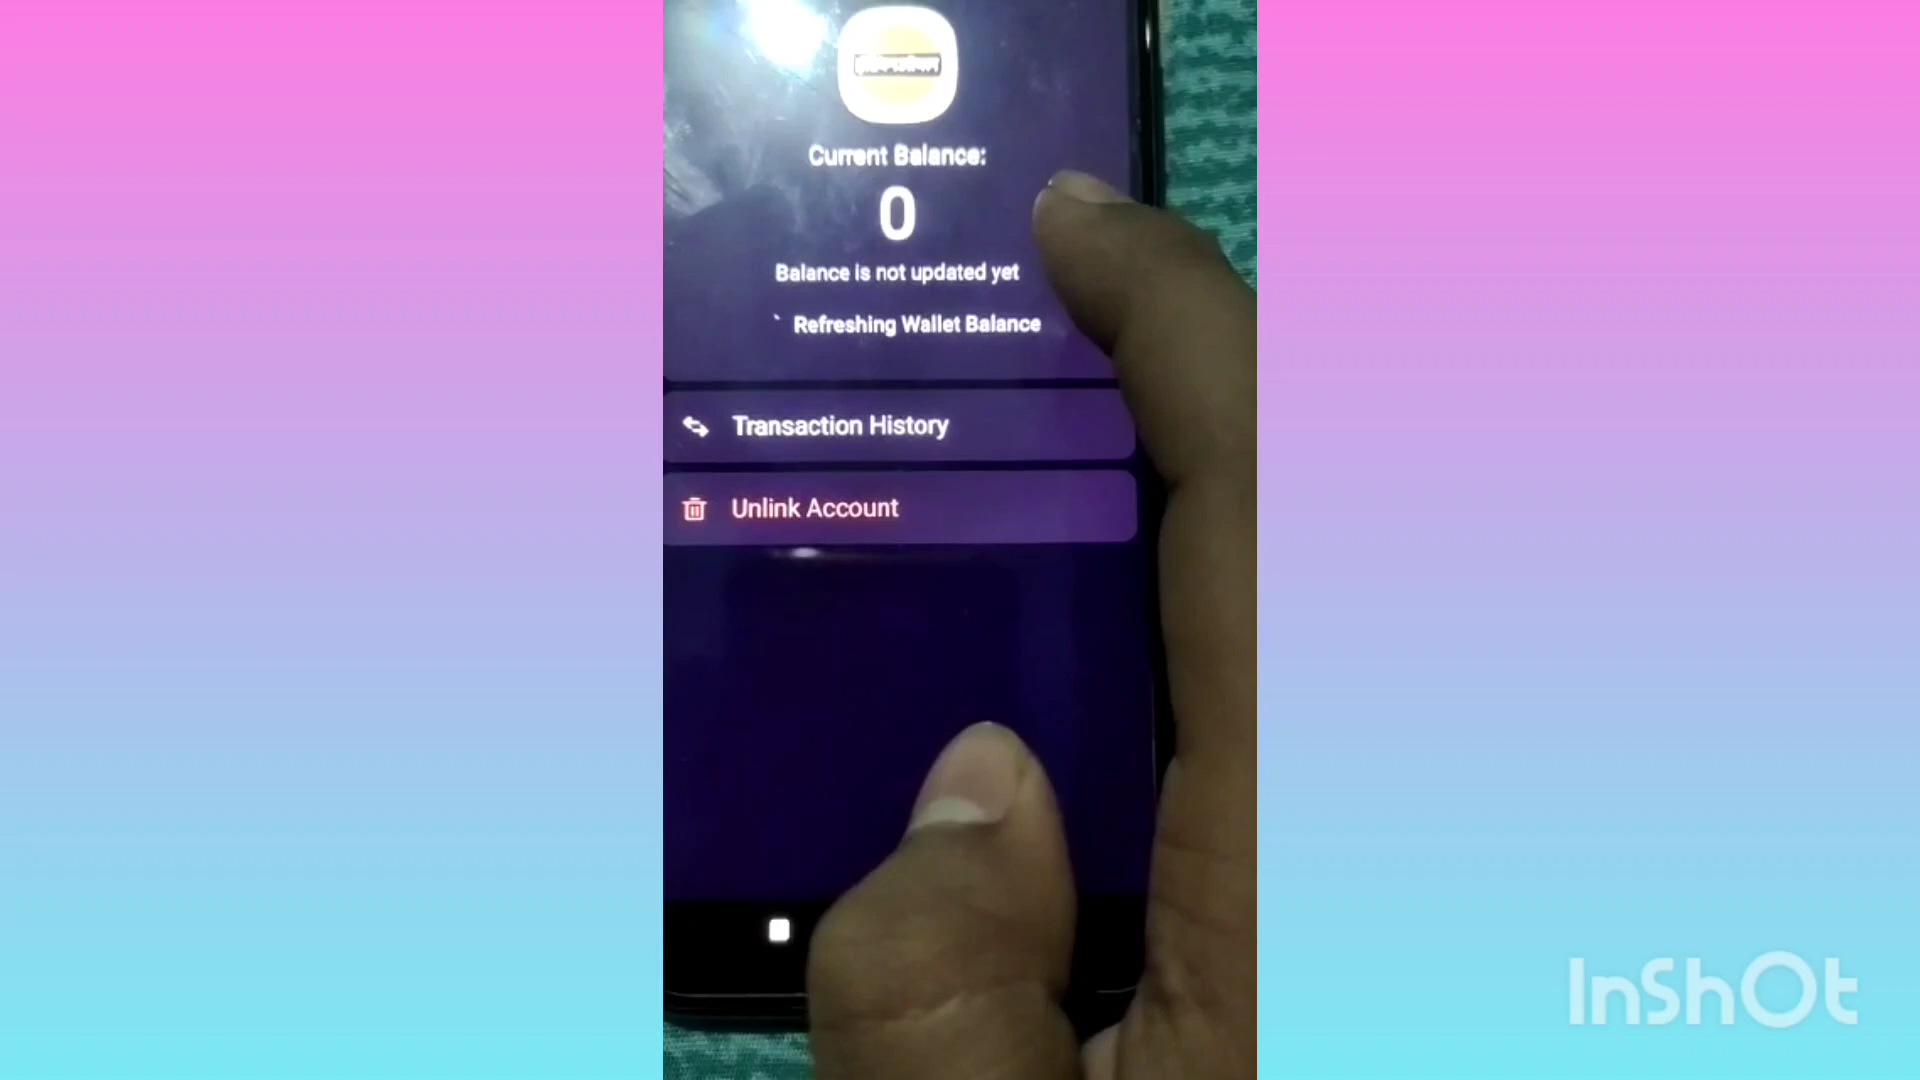 Current Balance:
0
Balance is not updated yet
Refreshing Wallet Balance
Transaction History
Unlink Account
InShOt